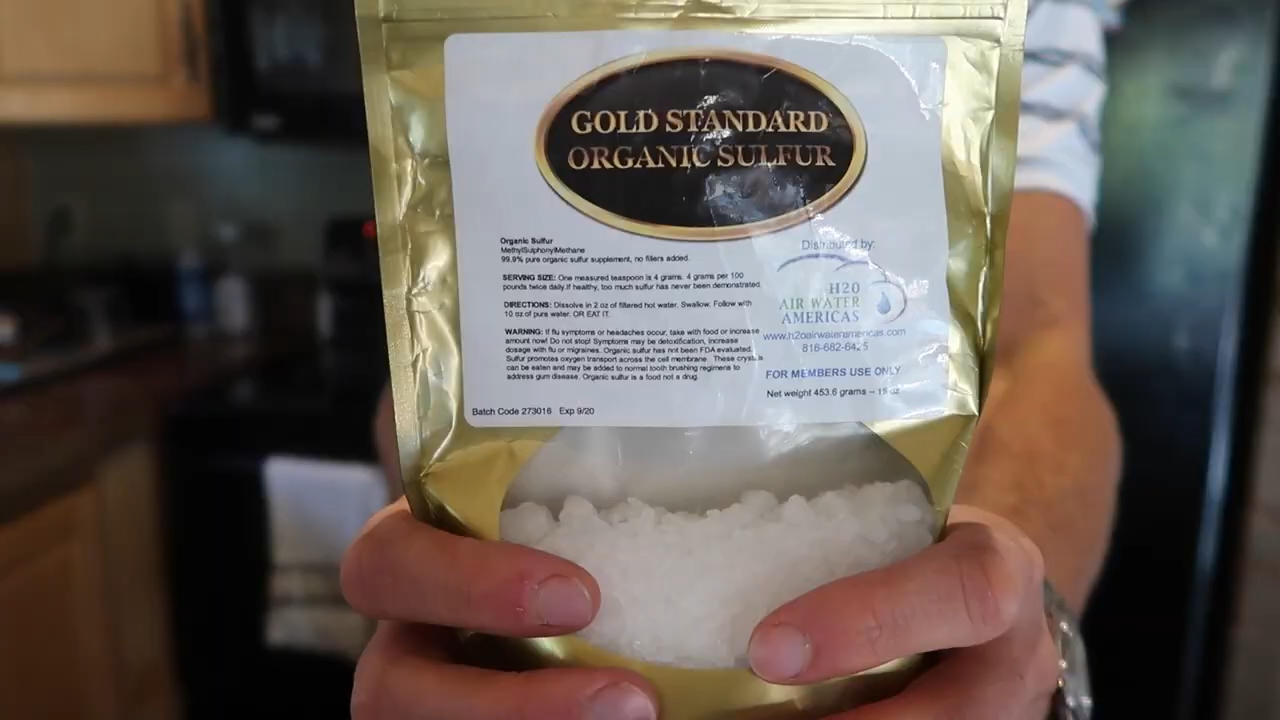 GOLD STANDARD
ORGANIC SULFUR
Organic Sulfur
MethylSulphonylMethane
99.9% pure organic sulfur supplement, no fillers added.
SERVING SIZE: One measured teaspoon is 4 grams. 4 grams per 100
pounds twice daily.If healthy, too much sulfur has never been demonstrated.
DIRECTIONS: Dissolve in 2 oz of filtered hot water. Swallow. Follow with
10 oz of pure water. OR EAT IT.
WARNING: If flu symptoms or headaches occur, take with food or increase
amount now! Do not stop! Symptoms may be detoxification, increase
dosage with flu or migraines. Organic sulfur has not been FDA evaluated.
Sulfur promotes oxygen transport across the cell membrane. These crystals
can be eaten and may be added to normal tooth brushing regimens to
address gum disease. Organic sulfur is a food not a drug.
Batch Code 273016 Exp 9/20
Distributed by:
H20
AIR WATER
AMERICAS
www.h2oairwateramericas.com
816-682-6425
FOR MEMBERS USE ONLY
Net weight 453.6 grams – oz